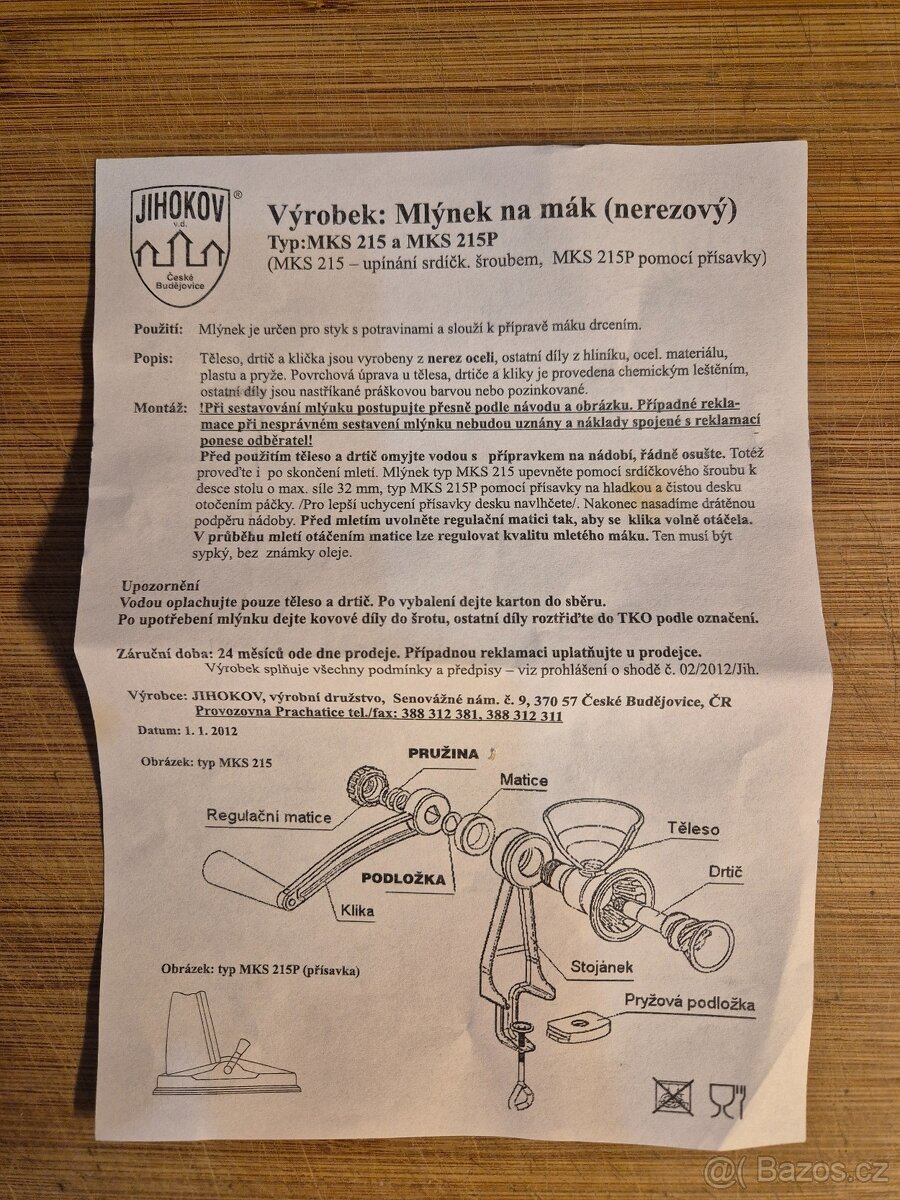 JIHOKOV ®
v.d.
České
Budějovice
Výrobek: Mlýnek na mák (nerezový)
Typ:MKS 215 a MKS 215P
(MKS 215 – upínání srdíčk. šroubem, MKS 215P pomocí přísavky)
Použití: Mlýnek je určen pro styk s potravinami a slouží k přípravě máku drcením.
Popis: Těleso, drtič a klička jsou vyrobeny z nerez oceli, ostatní díly z hliníku, ocel. materiálu,
plastu a pryže. Povrchová úprava u tělesa, drtiče a kliky je provedena chemickým leštěním,
ostatní díly jsou nastříkané práškovou barvou nebo pozinkované.
Montáž: !Při sestavování mlýnku postupujte přesně podle návodu a obrázku. Případné rekla-
mace při nesprávném sestavení mlýnku nebudou uznány a náklady spojené s reklamací
ponese odběratel!
Před použitím těleso a drtič omyjte vodou s přípravkem na nádobí, řádně osušte. Totéž
proveďte i po skončení mletí. Mlýnek typ MKS 215 upevněte pomocí srdíčkového šroubu k
desce stolu o max. síle 32 mm, typ MKS 215P pomocí přísavky na hladkou a čistou desku
otočením páčky. /Pro lepší uchycení přísavky desku navlhčete/. Nakonec nasadíme drátěnou
podpěru nádoby. Před mletím uvolněte regulační matici tak, aby se klika volně otáčela.
V průběhu mletí otáčením matice lze regulovat kvalitu mletého máku. Ten musí být
sypký, bez známky oleje.
Upozornění
Vodou oplachujte pouze těleso a drtič. Po vybalení dejte karton do sběru.
Po upotřebení mlýnku dejte kovové díly do šrotu, ostatní díly roztřiďte do TKO podle označení.
Záruční doba: 24 měsíců ode dne prodeje. Případnou reklamaci uplatňujte u prodejce.
Výrobek splňuje všechny podmínky a předpisy – viz prohlášení o shodě č. 02/2012/Jih.
Výrobce: JIHOKOV, výrobní družstvo, Senovážné nám. č. 9, 370 57 České Budějovice, ČR
Provozovna Prachatice tel./fax: 388 312 381, 388 312 311
Datum: 1. 1. 2012
Obrázek: typ MKS 215
PRUŽINA
Matice
Regulační matice
Těleso
Drtič
PODLOŽKA
Klika
Stojánek
Obrázek: typ MKS 215P (přísavka)
Pryžová podložka
@( Bazos.cz